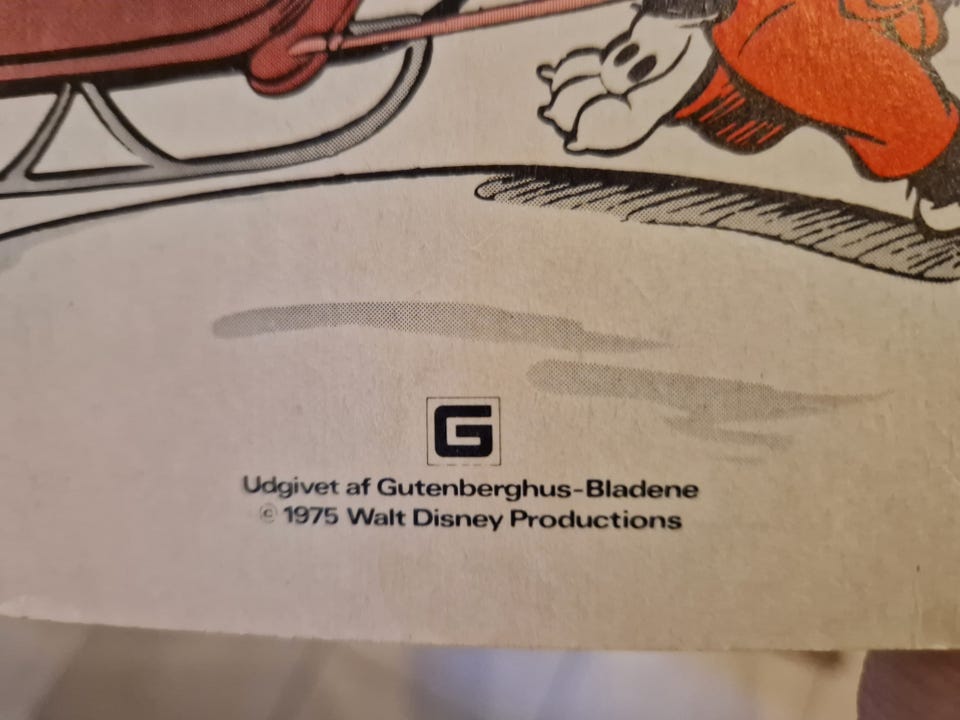 G
Udgivet af Gutenberghus-Bladene
© 1975 Walt Disney Productions